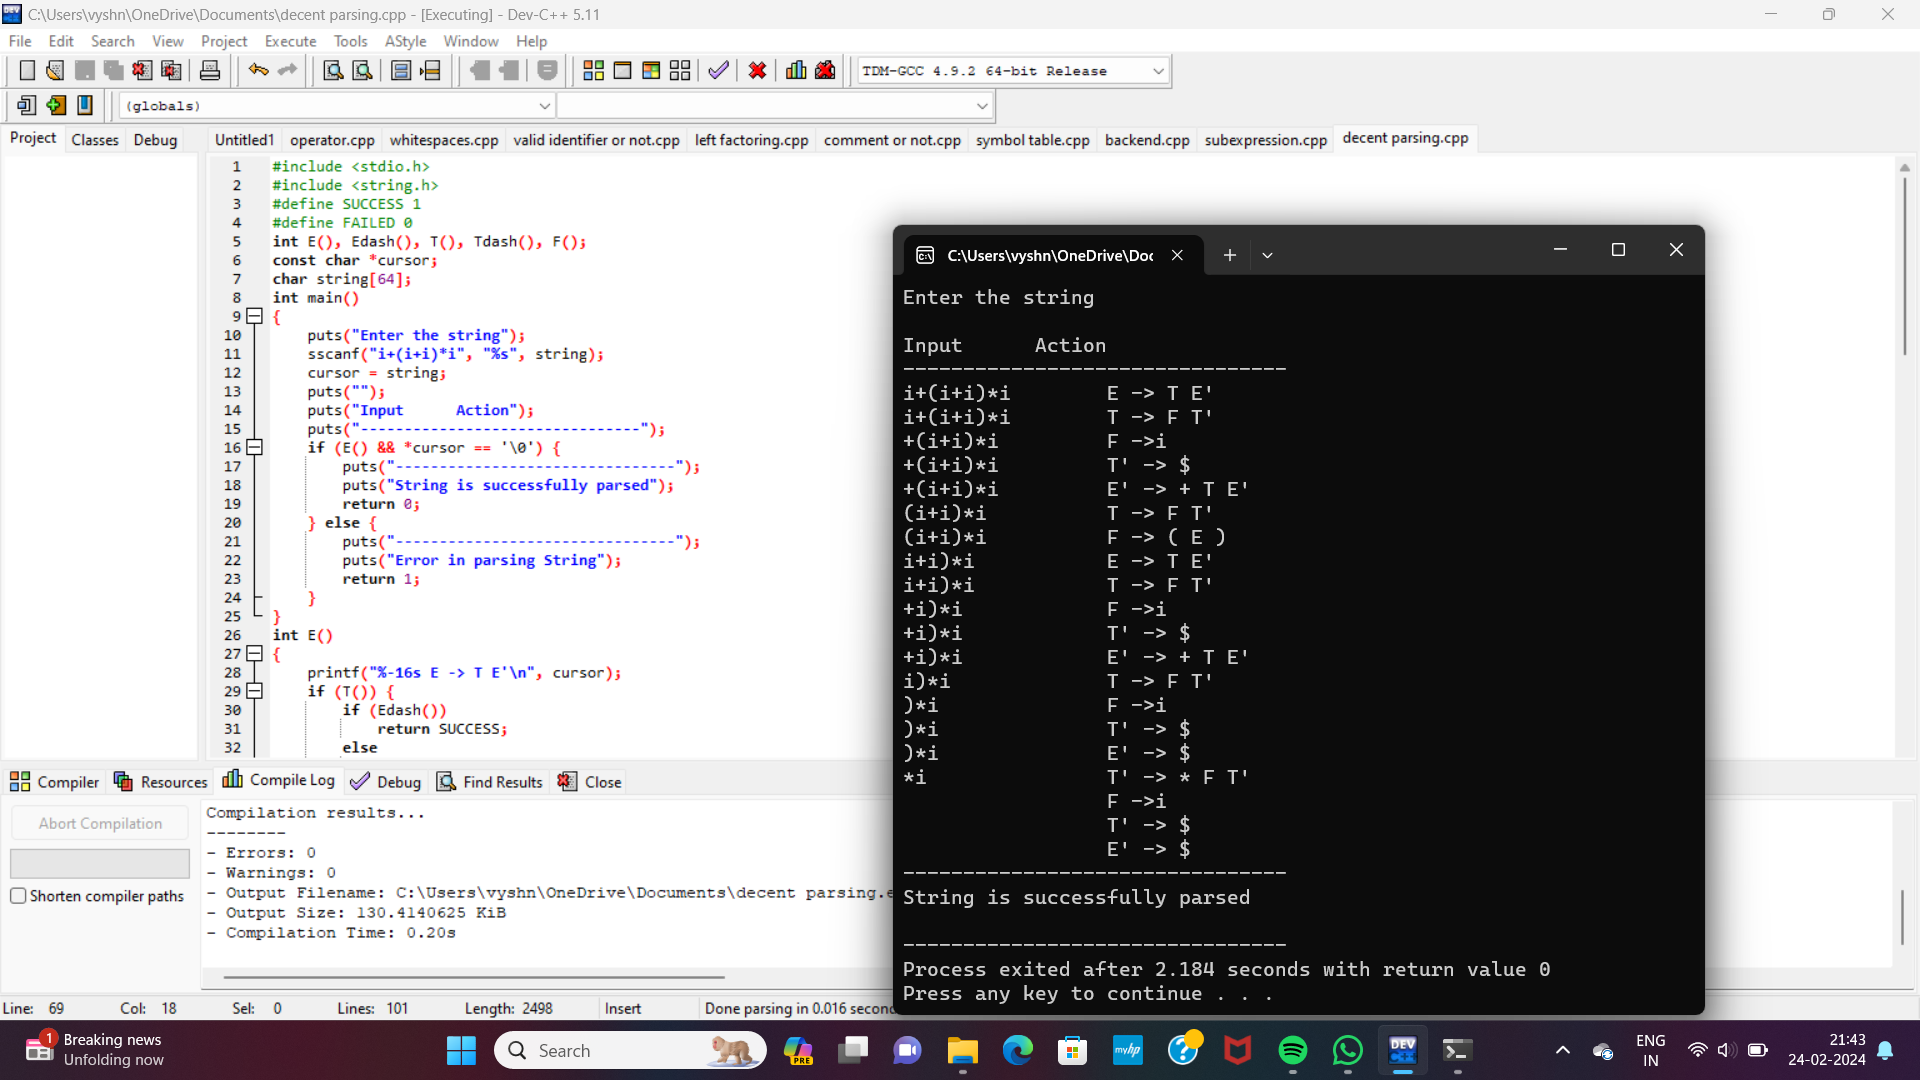 C:\Users\vyshn\OneDrive\Documents\decent parsing.cpp - [Executing] - Dev-C++ 5.11
File Edit Search View Project Execute Tools AStyle Window Help
TDM-GCC 4.9.2 64-bit Release
(globals)
Project Classes Debug
Untitled1 operator.cpp whitespaces.cpp valid identifier or not.cpp left factoring.cpp comment or not.cpp symbol table.cpp backend.cpp subexpression.cpp decent parsing.cpp
1 #include <stdio.h>
2 #include <string.h>
3 #define SUCCESS 1
4 #define FAILED 0
5 int E(), Edash(), T(), Tdash(), F();
6 const char *cursor;
7 char string[64];
8 int main()
9 {
10 puts("Enter the string");
11 sscanf("i+(i+i)*i", "%s", string);
12 cursor = string;
13 puts("");
14 puts("Input      Action");
15 puts("--------------------------------");
16 if (E() && *cursor == '\0') {
17 puts("--------------------------------");
18 puts("String is successfully parsed");
19 return 0;
20 } else {
21 puts("--------------------------------");
22 puts("Error in parsing String");
23 return 1;
24 }
25 }
26 int E()
27 {
28 printf("%-16s E -> T E'\n", cursor);
29 if (T()) {
30 if (Edash())
31 return SUCCESS;
32 else
C:\Users\vyshn\OneDrive\Doc
Enter the string
Input      Action
--------------------------------
i+(i+i)*i        E -> T E'
i+(i+i)*i        T -> F T'
+(i+i)*i         F ->i
+(i+i)*i         T' -> $
+(i+i)*i         E' -> + T E'
(i+i)*i          T -> F T'
(i+i)*i          F -> ( E )
i+i)*i           E -> T E'
i+i)*i           T -> F T'
+i)*i            F ->i
+i)*i            T' -> $
+i)*i            E' -> + T E'
i)*i             T -> F T'
)*i              F ->i
)*i              T' -> $
)*i              E' -> $
*i               T' -> * F T'
F ->i
T' -> $
E' -> $
--------------------------------
String is successfully parsed
--------------------------------
Process exited after 2.184 seconds with return value 0
Press any key to continue . . .
Compiler Resources Compile Log Debug Find Results Close
Abort Compilation
Shorten compiler paths
Compilation results...
--------
- Errors: 0
- Warnings: 0
- Output Filename: C:\Users\vyshn\OneDrive\Documents\decent parsing.e
- Output Size: 130.4140625 KiB
- Compilation Time: 0.20s
Line: 69 Col: 18 Sel: 0 Lines: 101 Length: 2498 Insert Done parsing in 0.016 secon
1 Breaking news
Unfolding now
Search
PRE
myhp
DEV
C++
ENG
IN
21:43
24-02-2024